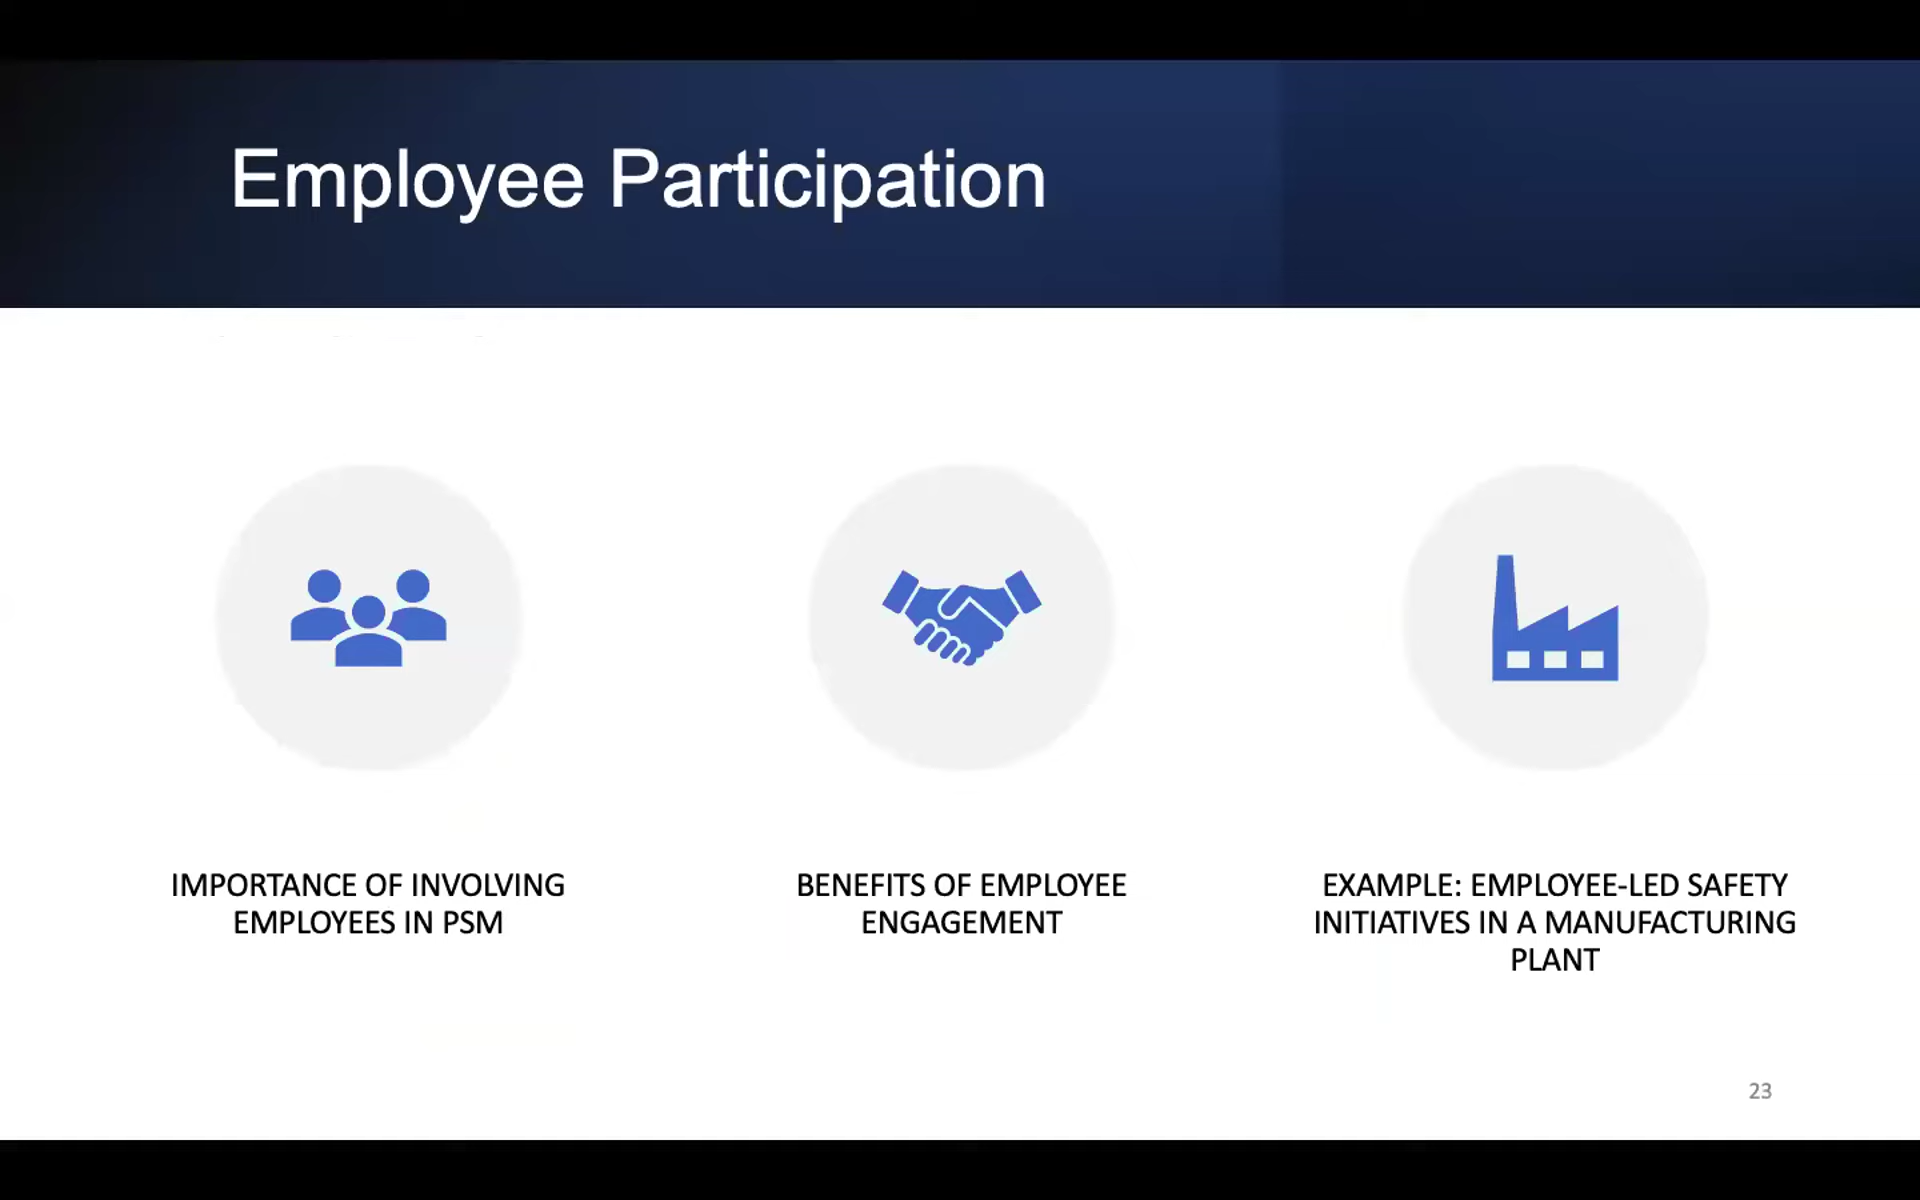 Employee Participation
IMPORTANCE OF INVOLVING
EMPLOYEES IN PSM
BENEFITS OF EMPLOYEE
ENGAGEMENT
EXAMPLE: EMPLOYEE-LED SAFETY
INITIATIVES IN A MANUFACTURING
PLANT
23